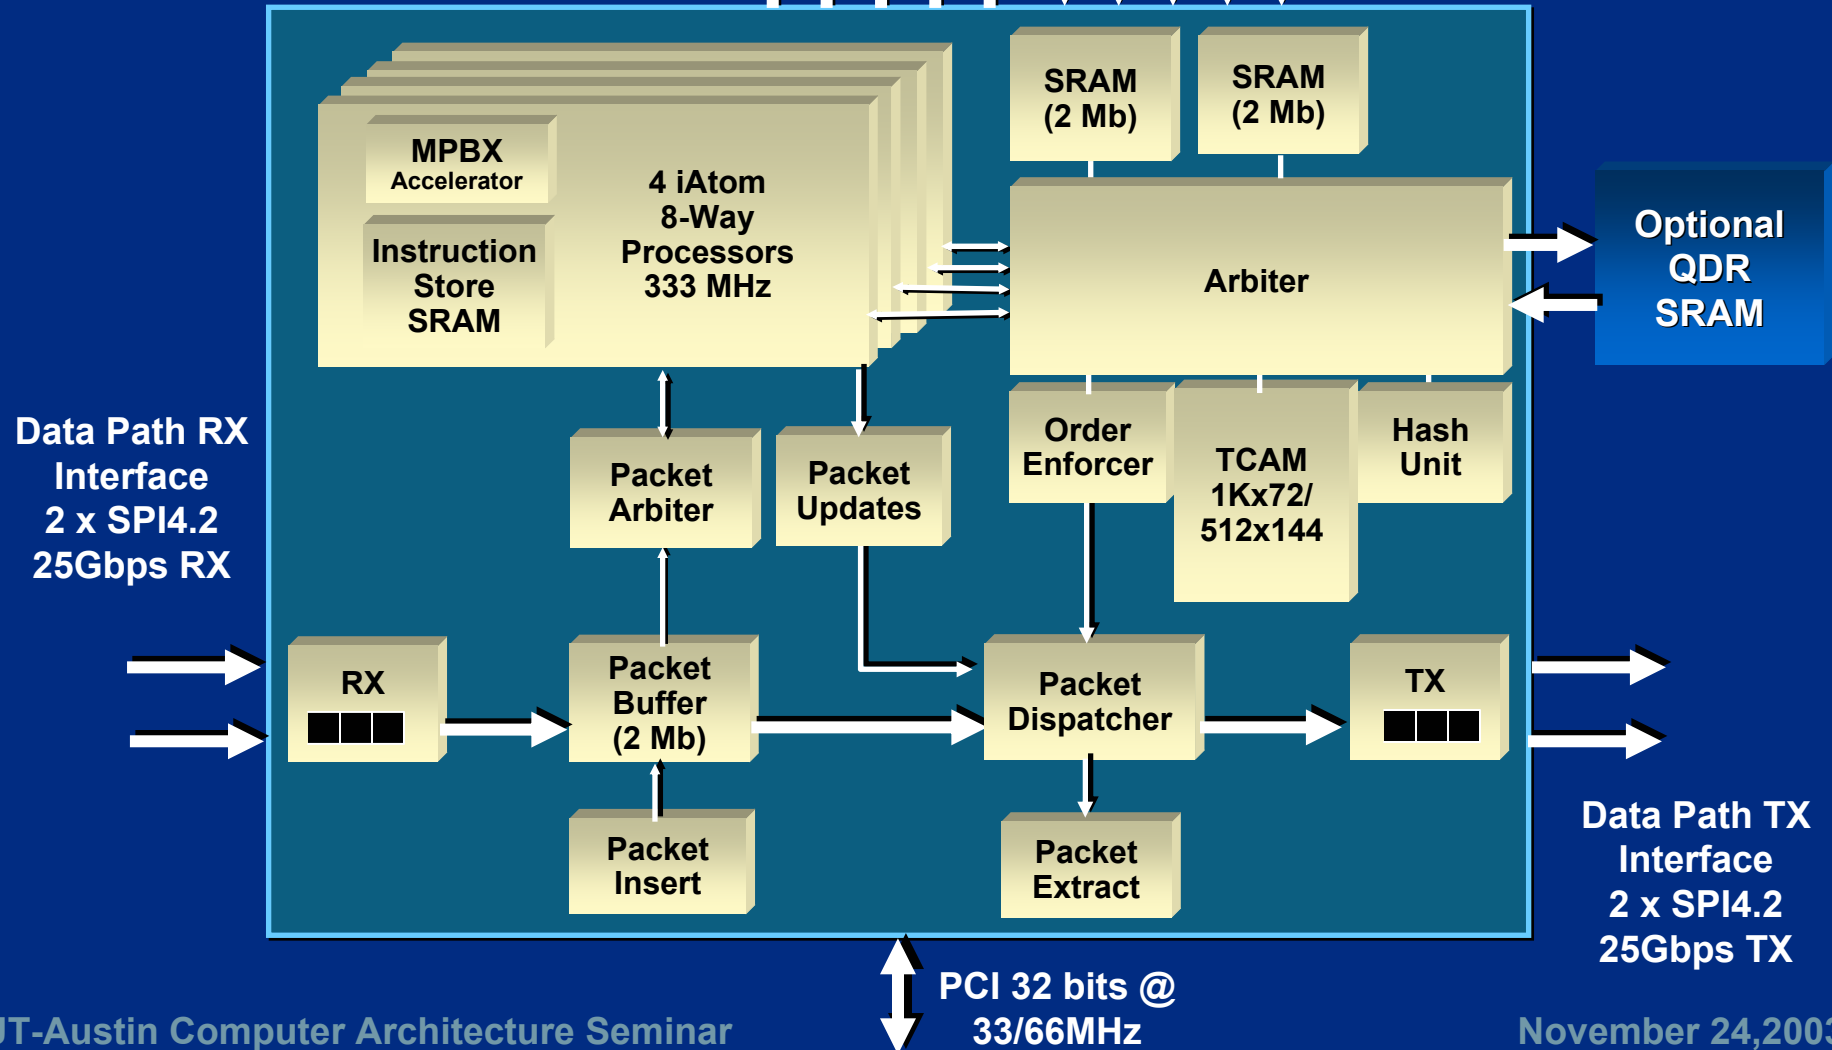 SRAM
(2 Mb)
SRAM
(2 Mb)
MPBX
Accelerator
Instruction
Store
SRAM
4 iAtom
8-Way
Processors
333 MHz
Arbiter
Optional
QDR
SRAM
Data Path RX
Interface
2 x SPI4.2
25Gbps RX
Packet
Arbiter
Packet
Updates
Order
Enforcer
TCAM
1Kx72/
512x144
Hash
Unit
RX
Packet
Buffer
(2 Mb)
Packet
Dispatcher
TX
Packet
Insert
Packet
Extract
Data Path TX
Interface
2 x SPI4.2
25Gbps TX
PCI 32 bits @
33/66MHz
UT-Austin Computer Architecture Seminar
November 24,2003